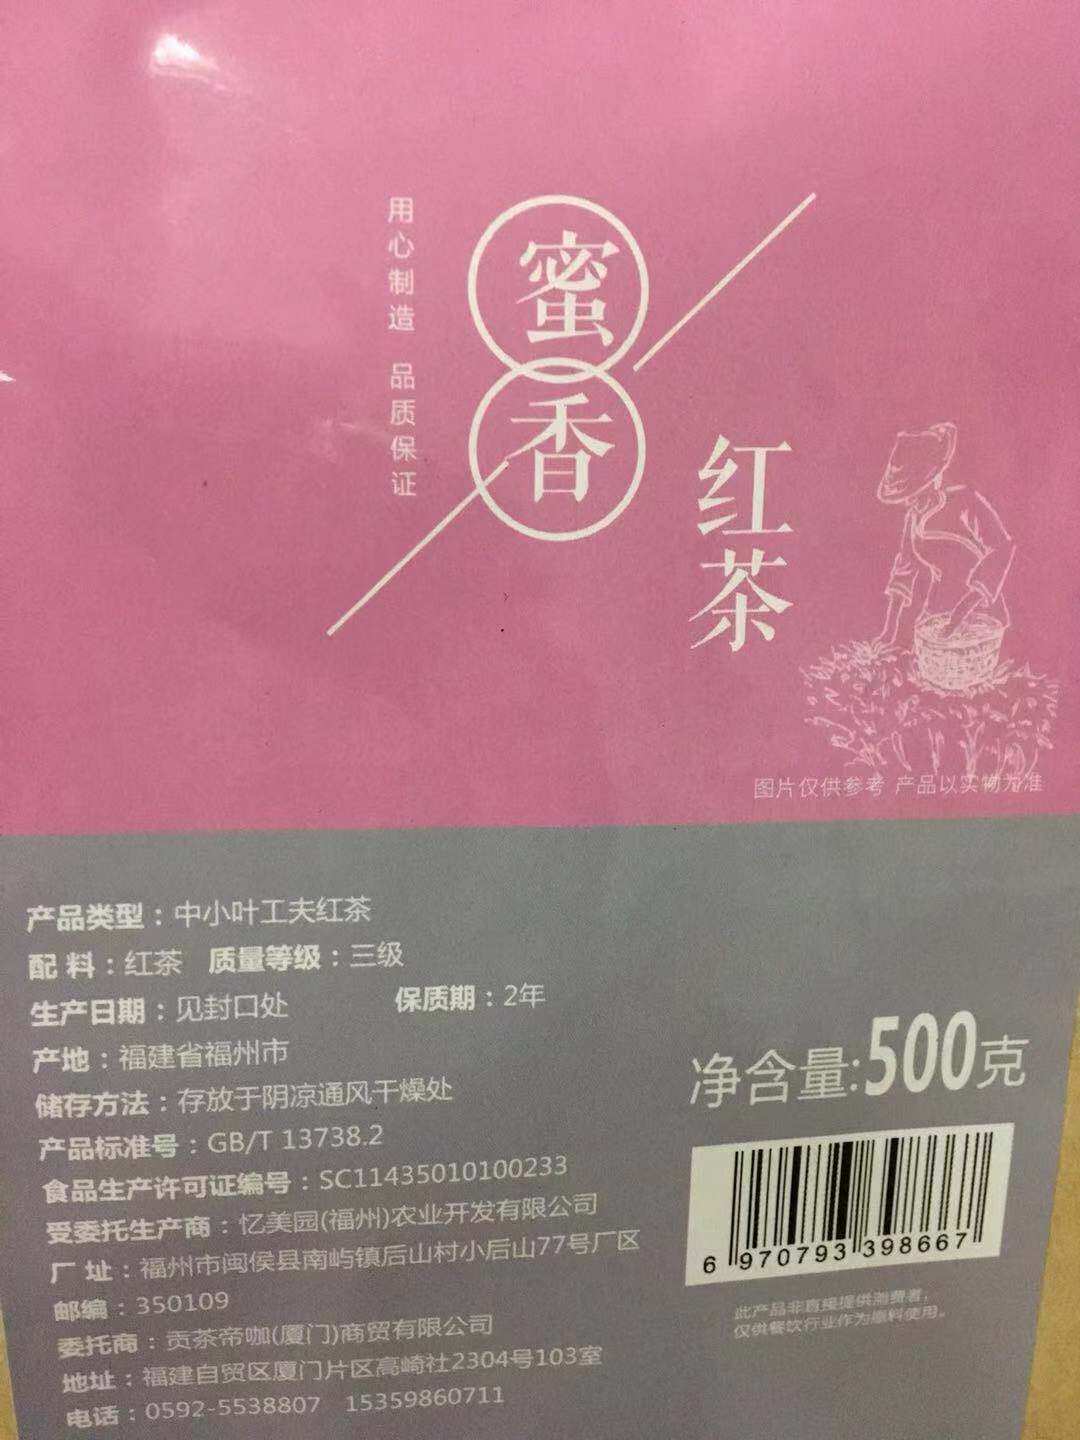 用心制造 品质保证
蜜香
红茶
图片仅供参考 产品以实物为准
产品类型：中小叶工夫红茶
配 料：红茶 质量等级：三级
生产日期：见封口处 保质期：2年
产地：福建省福州市
储存方法：存放于阴凉通风干燥处
产品标准号：GB/T 13738.2
食品生产许可证编号：SC11435010100233
受委托生产商：忆美园(福州)农业开发有限公司
厂 址：福州市闽侯县南屿镇后山村小后山77号厂区
邮编：350109
委托商：贡茶帝咖(厦门)商贸有限公司
地址：福建自贸区厦门片区高崎社2304号103室
电话：0592-5538807 15359860711
净含量:500克
6 970793 398667
此产品非直接提供消费者，
仅供餐饮行业作为原料使用。